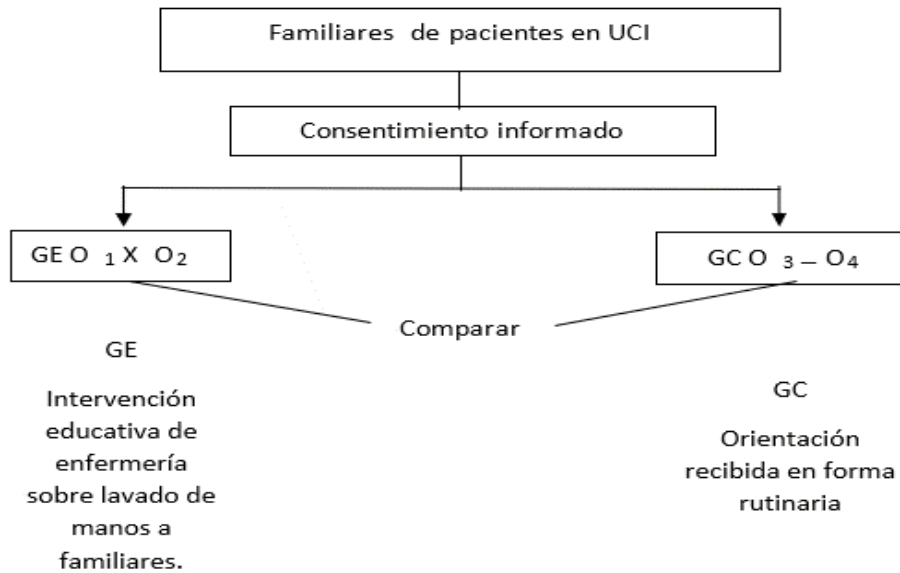 Familiares de pacientes en UCI
Consentimiento informado
GE O 1 X O2
GC O 3 – O4
Comparar
GE
Intervención
educativa de
enfermería
sobre lavado de
manos a
familiares.
GC
Orientación
recibida en forma
rutinaria